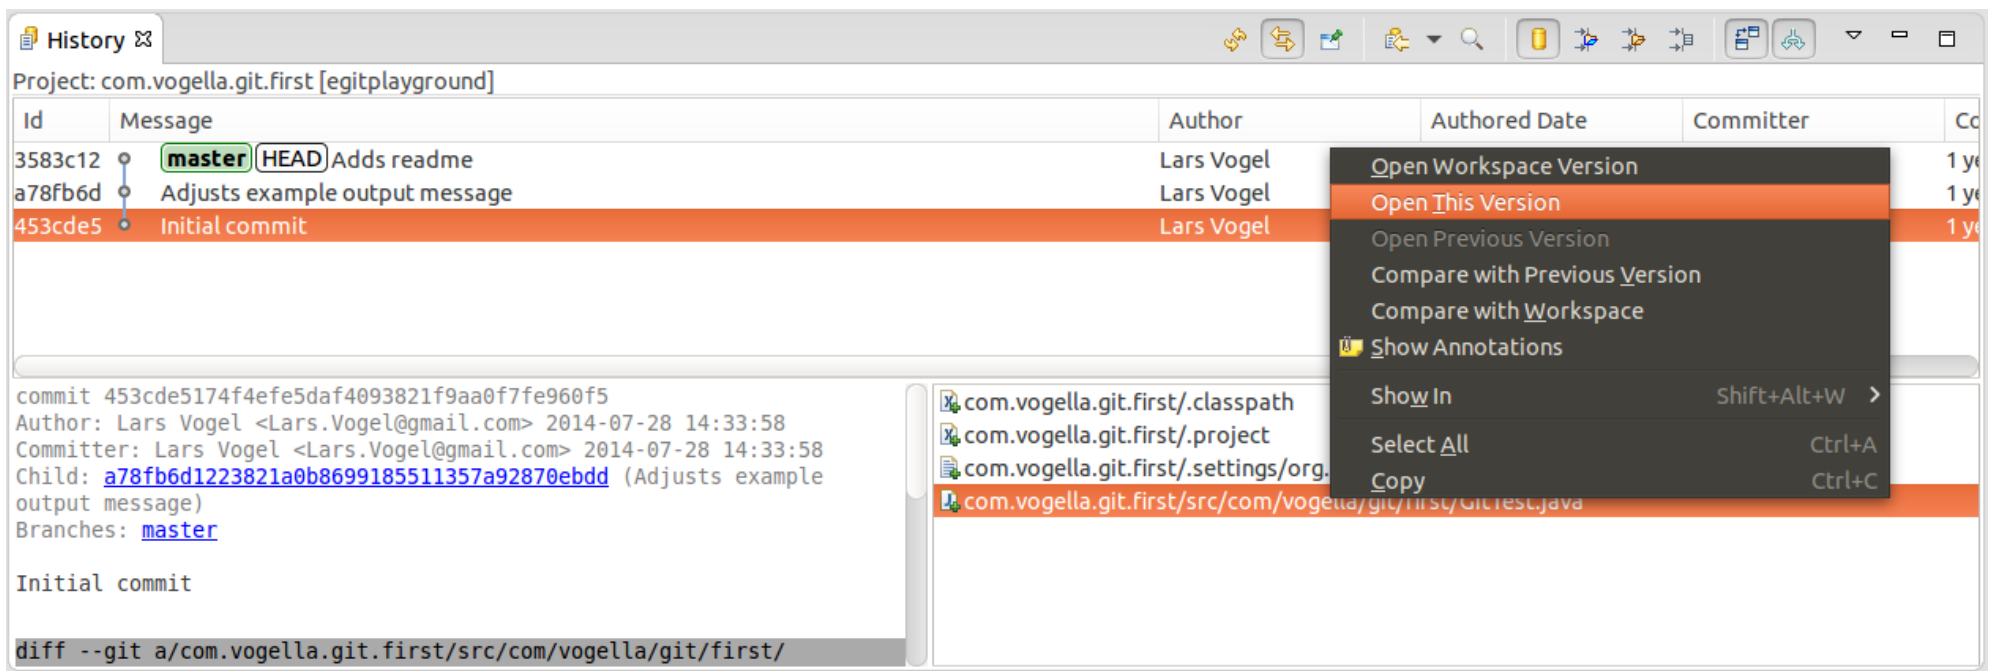 History
Project: com.vogella.git.first [egitplayground]
Id Message Author Authored Date Committer
3583c12 master HEAD Adds readme Lars Vogel 1
a78fb6d Adjusts example output message Lars Vogel 1
453cde5 Initial commit Lars Vogel 1
Open Workspace Version
Open This Version
Open Previous Version
Compare with Previous Version
Compare with Workspace
Show Annotations
Show In Shift+Alt+W
Select All Ctrl+A
Copy Ctrl+C
commit 453cde5174f4efe5daf4093821f9aa0f7fe960f5
Author: Lars Vogel <Lars.Vogel@gmail.com> 2014-07-28 14:33:58
Committer: Lars Vogel <Lars.Vogel@gmail.com> 2014-07-28 14:33:58
Child: a78fb6d1223821a0b8699185511357a92870ebdd (Adjusts example
output message)
Branches: master
Initial commit
diff --git a/com.vogella.git.first/src/com/vogella/git/first/
com.vogella.git.first/.classpath
com.vogella.git.first/.project
com.vogella.git.first/.settings/org.
com.vogella.git.first/src/com/vogella/git/first/GitTest.java